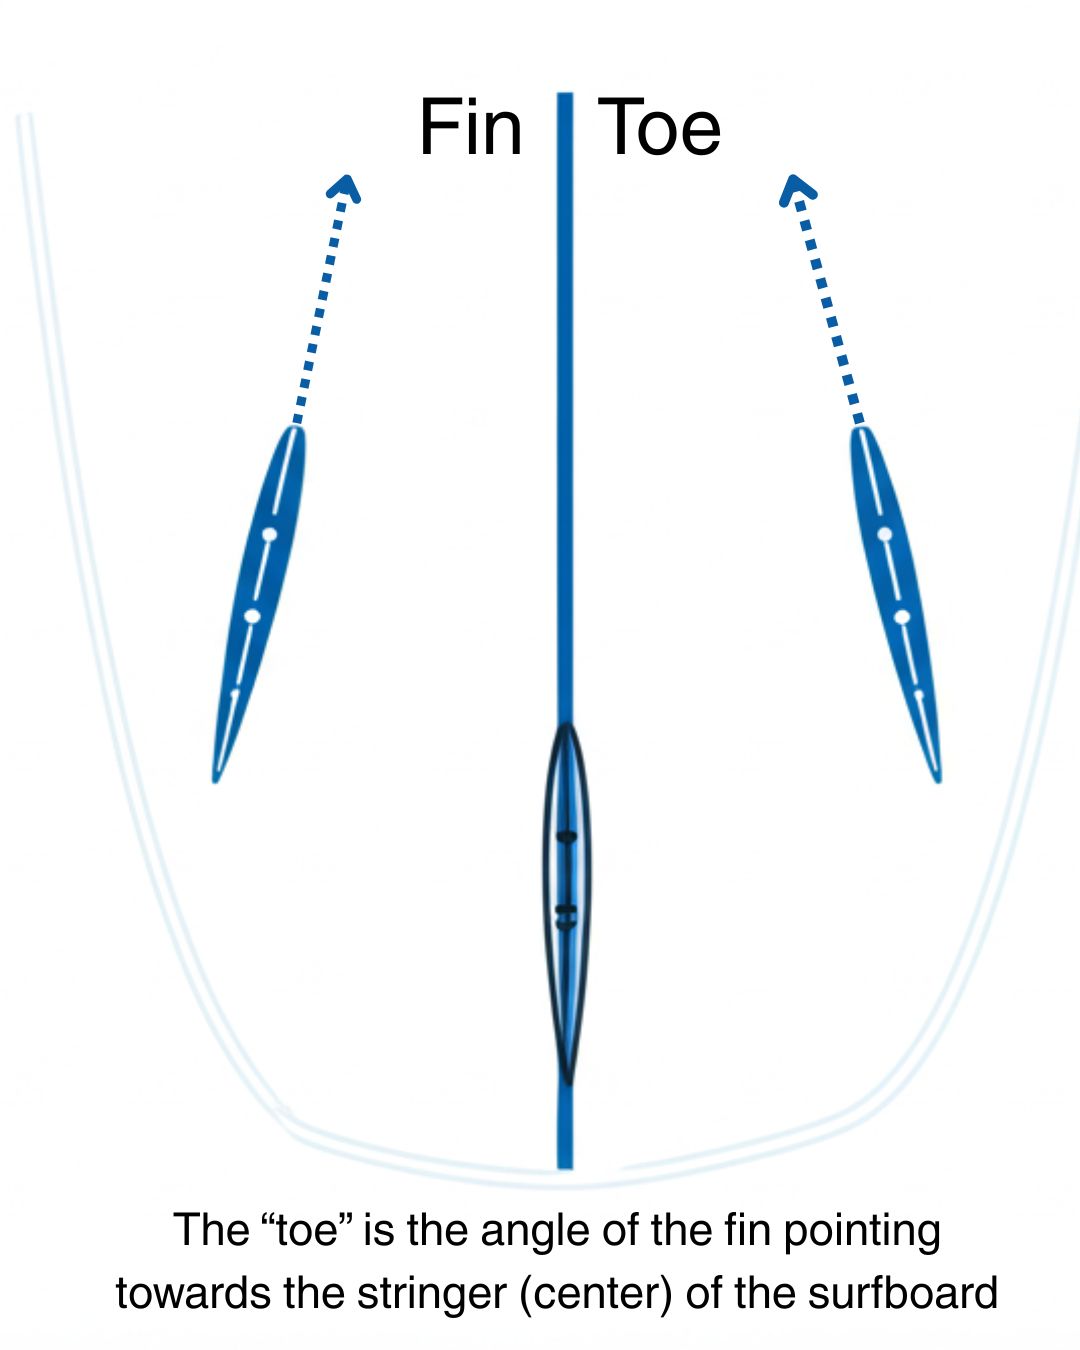 Fin Toe
The “toe” is the angle of the fin pointing
towards the stringer (center) of the surfboard